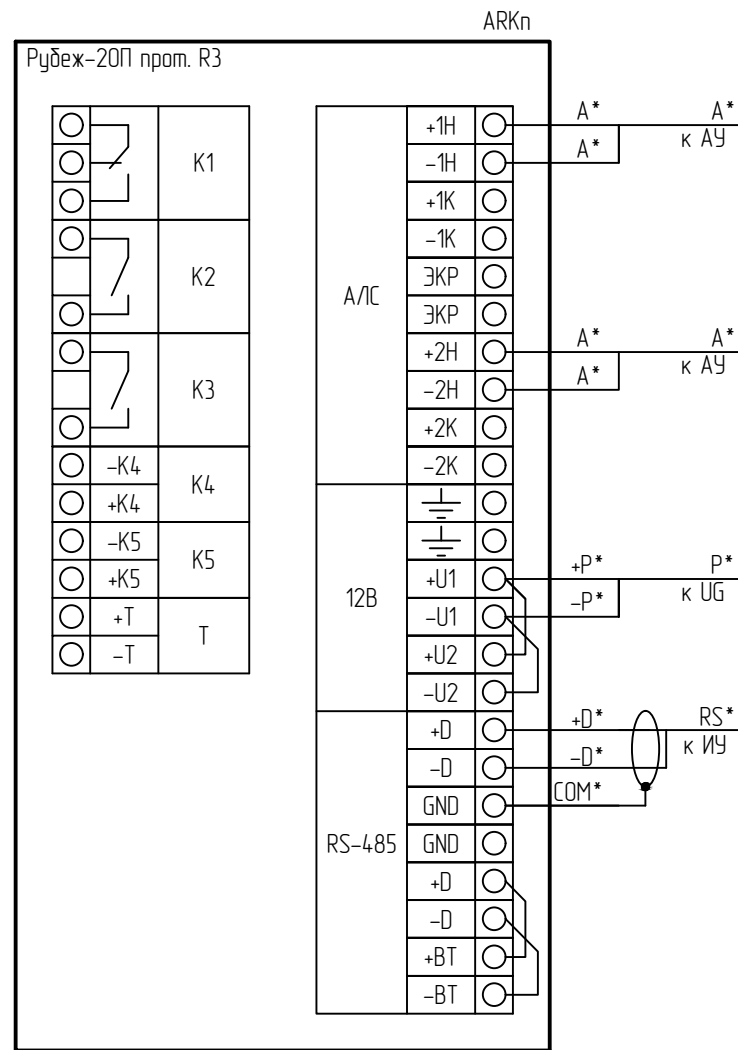 ARKп
Рубеж-20П прот. R3
K1
K2
K3
-K4
+K4
K4
-K5
+K5
K5
+T
-T
T
АЛС
+1Н
-1Н
+1К
-1К
ЭКР
ЭКР
+2Н
-2Н
+2К
-2К
12В
+U1
-U1
+U2
-U2
RS-485
+D
-D
GND
GND
+D
-D
+BT
-BT
A*
A*
A*
к АУ
A*
A*
A*
к АУ
+P*
-P*
P*
к UG
+D*
-D*
COM*
RS*
к ИУ